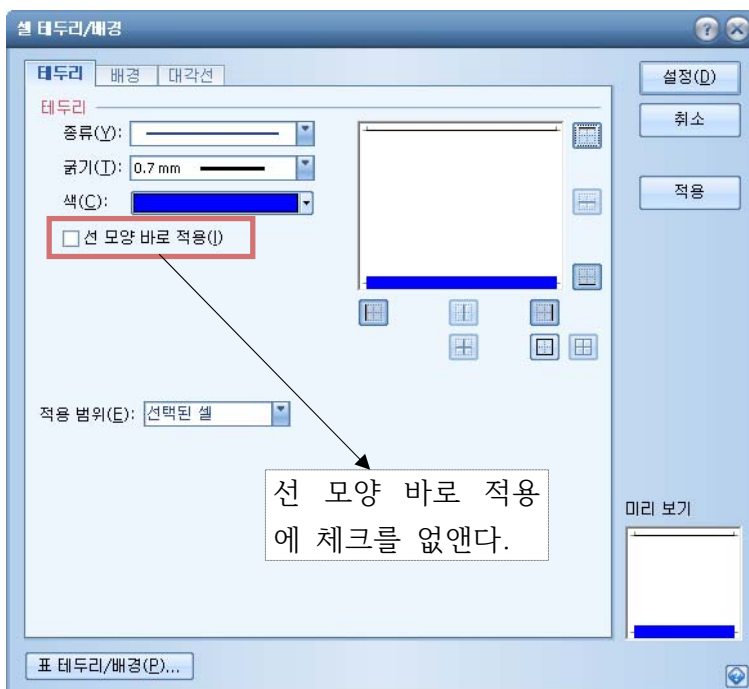 셀 테두리/배경
테두리 배경 대각선
설정(D)
테두리
취소
종류(Y):
굵기(T): 0.7 mm
적용
색(C):
선 모양 바로 적용(I)
적용 범위(E): 선택된 셀
선 모양 바로 적용
에 체크를 없앤다.
미리 보기
표 테두리/배경(P)...